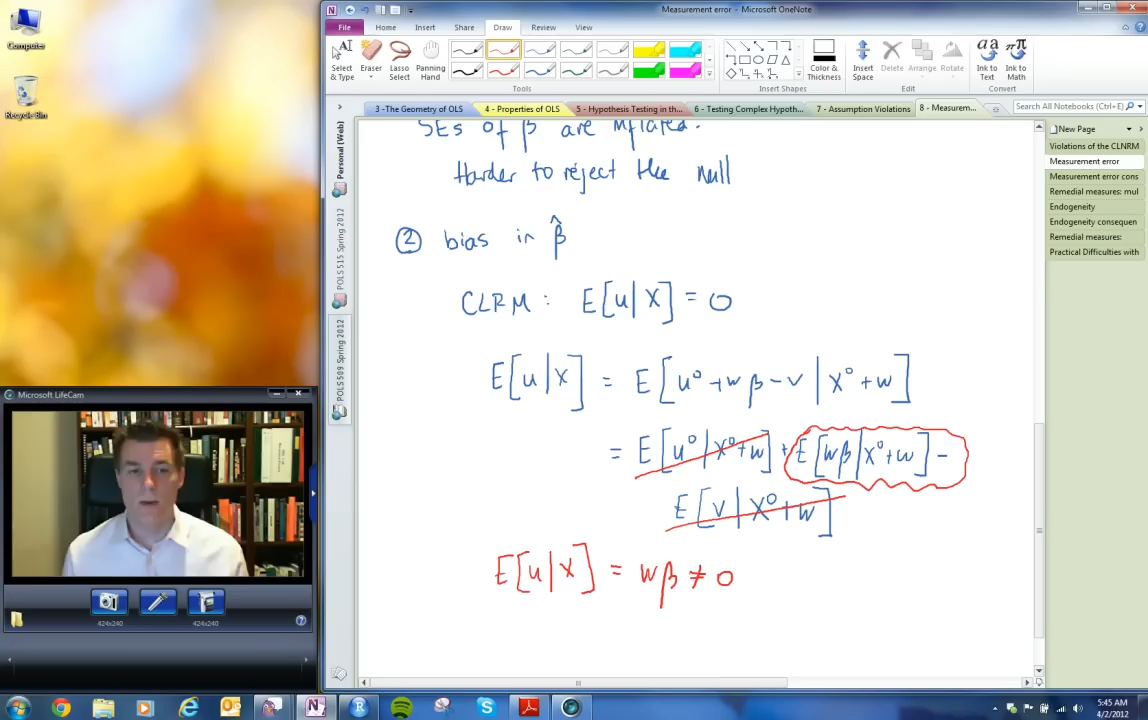 Measurement error - Microsoft OneNote
File Home Insert Share Draw Review View
Select & Type
Eraser
Lasso Select
Panning Hand
Color & Thickness
Insert Space
Delete
Arrange
Rotate
Ink to Text
Ink to Math
Tools Insert Shapes Edit Convert
3 -The Geometry of OLS 4 - Properties of OLS 5 - Hypothesis Testing in th 6 - Testing Complex Hypoth... 7 - Assumption Violations 8 - Measurem...
Search All Notebooks (Ctrl+E)
New Page
Violations of the CLNRM
Measurement error
Measurement error cons
Remedial measures: mul
Endogeneity
Endogeneity consequen
Remedial measures:
Practical Difficulties with
Personal (Web)
POLS 515 Spring 2012
POLS 509 Spring 2012
Computer
Recycle Bin
SEs of β are inflated.
Harder to reject the null
② bias in β̂
CLRM : E[u|X] = 0
E[u|X] = E[u° + wβ - v | X° + w]
= E[u°|X°+w] + E[wβ|X°+w] -
E[v|X°+w]
E[u|X] = wβ ≠ 0
Microsoft LifeCam
424x240 424x240 424x240
5:45 AM
4/2/2012